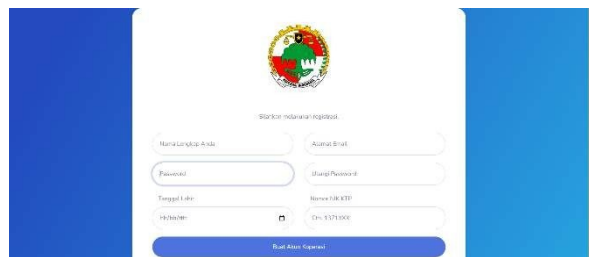 Silahkan melakukan registrasi
Nama Lengkap Anda
Alamat Email
Password
Ulangi Password
Tanggal Lahir
Nomor NIK KTP
Buat Akun Koperasi